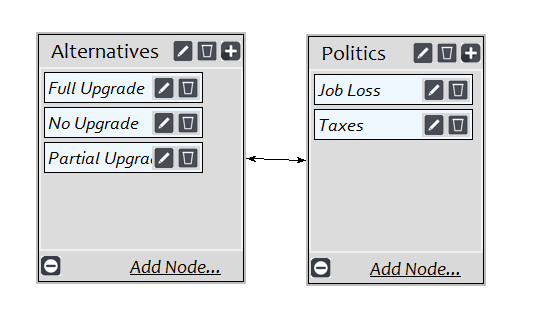 Alternatives
Full Upgrade
No Upgrade
Partial Upgra
Add Node...
Politics
Job Loss
Taxes
Add Node...